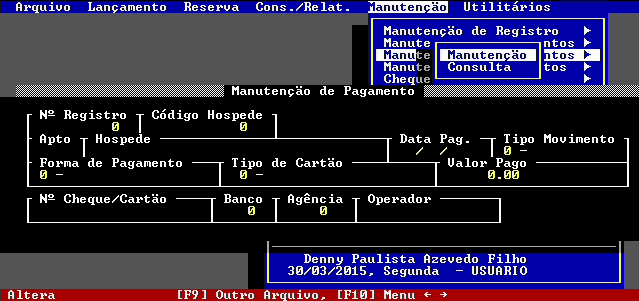 Arquivo Lançamento Reserva Cons./Relat. Manutenção Utilitários
Manutenção de Registro
Manute ntos
Manute Manutenção ntos
Manute Consulta tos
Cheque
Manutenção de Pagamento
Nº Registro Código Hospede
0 0
Apto Hospede Data Pag. Tipo Movimento
/ / 0 -
Forma de Pagamento Tipo de Cartão Valor Pago
0 - 0 - 0.00
Nº Cheque/Cartão Banco Agência Operador
0 0
Denny Paulista Azevedo Filho
30/03/2015, Segunda - USUARIO
Altera [F9] Outro Arquivo, [F10] Menu ← →